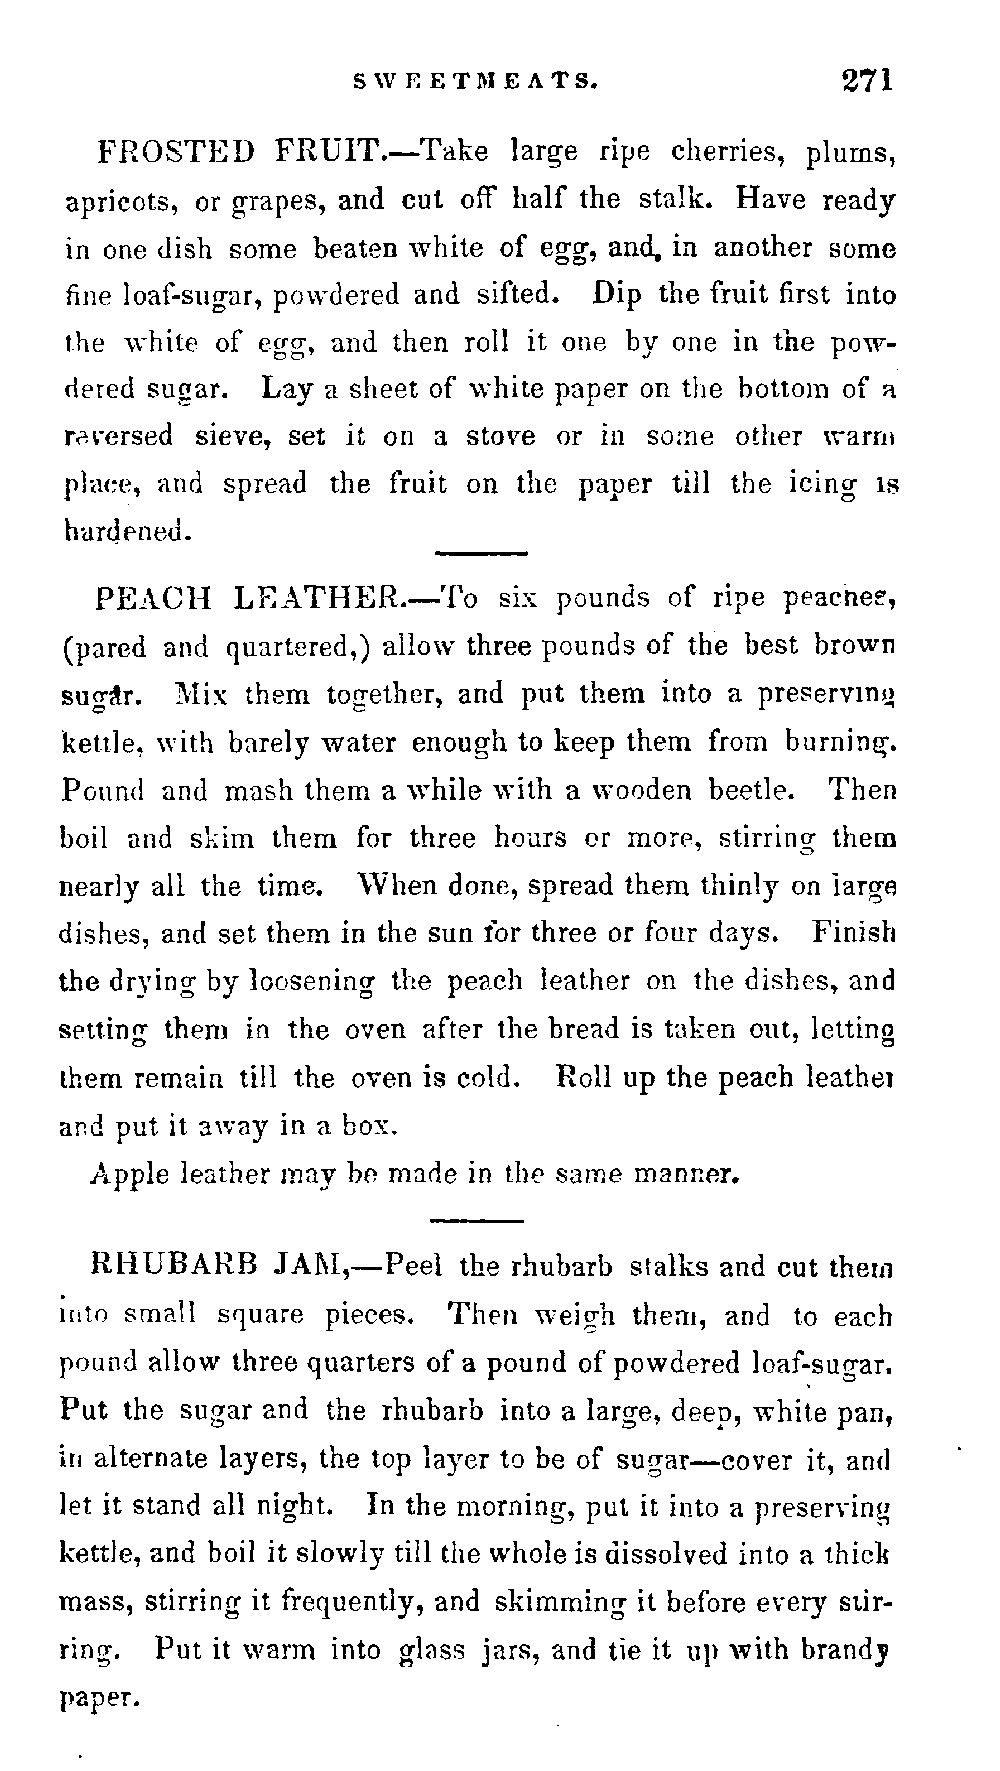 SWEETMEATS. 271
FROSTED FRUIT.—Take large ripe cherries, plums,
apricots, or grapes, and cut off half the stalk. Have ready
in one dish some beaten white of egg, and, in another some
fine loaf-sugar, powdered and sifted. Dip the fruit first into
the white of egg, and then roll it one by one in the pow-
dered sugar. Lay a sheet of white paper on the bottom of a
reversed sieve, set it on a stove or in some other warm
place, and spread the fruit on the paper till the icing is
hardened.
PEACH LEATHER.—To six pounds of ripe peaches,
(pared and quartered,) allow three pounds of the best brown
sugar. Mix them together, and put them into a preserving
kettle, with barely water enough to keep them from burning.
Pound and mash them a while with a wooden beetle. Then
boil and skim them for three hours or more, stirring them
nearly all the time. When done, spread them thinly on large
dishes, and set them in the sun for three or four days. Finish
the drying by loosening the peach leather on the dishes, and
setting them in the oven after the bread is taken out, letting
them remain till the oven is cold. Roll up the peach leather
and put it away in a box.
Apple leather may be made in the same manner.
RHUBARB JAM,—Peel the rhubarb stalks and cut them
into small square pieces. Then weigh them, and to each
pound allow three quarters of a pound of powdered loaf-sugar.
Put the sugar and the rhubarb into a large, deep, white pan,
in alternate layers, the top layer to be of sugar—cover it, and
let it stand all night. In the morning, put it into a preserving
kettle, and boil it slowly till the whole is dissolved into a thick
mass, stirring it frequently, and skimming it before every stir-
ring. Put it warm into glass jars, and tie it up with brandy
paper.